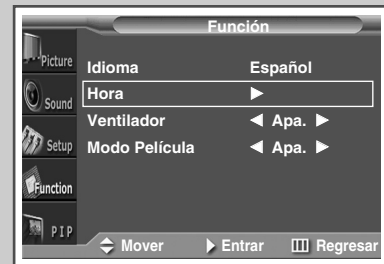 Función
Picture
Sound
Setup
Function
PIP
Idioma Español
Hora
Ventilador Apa.
Modo Película Apa.
Mover Entrar Regresar